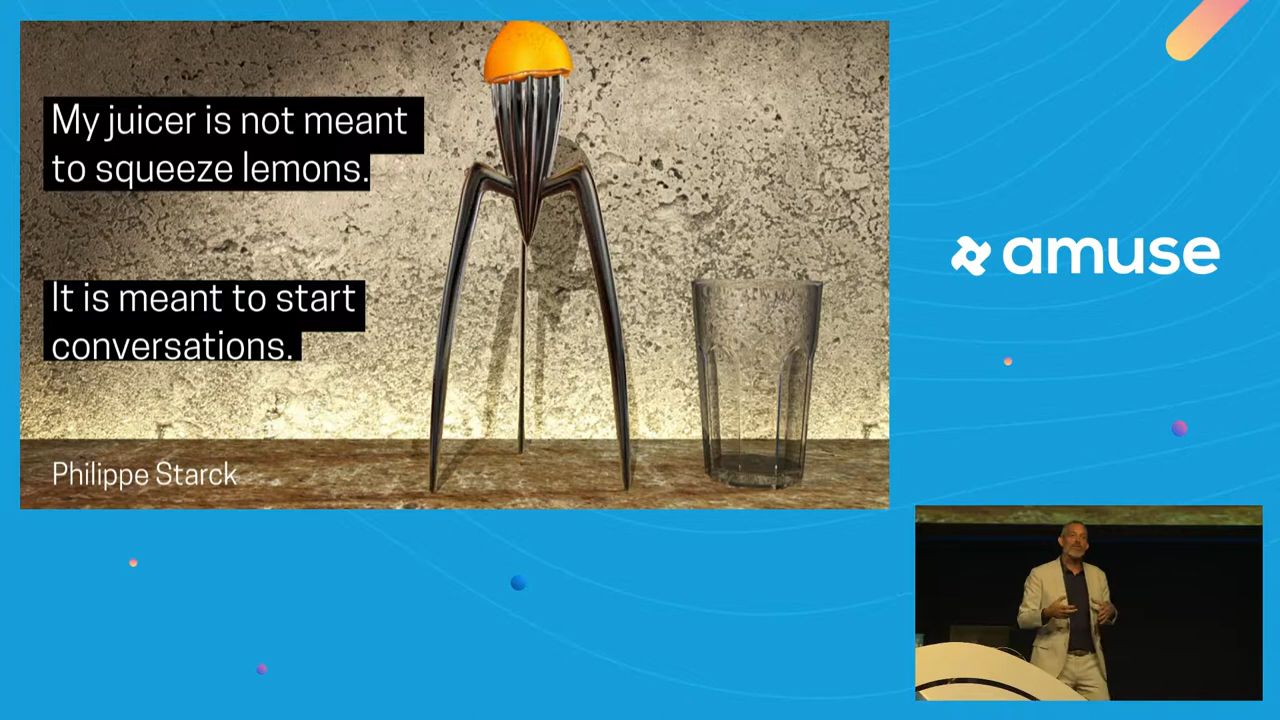 My juicer is not meant
to squeeze lemons.
It is meant to start
conversations.
Philippe Starck
amuse